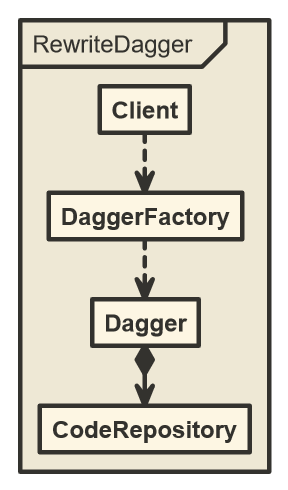 RewriteDagger
Client
DaggerFactory
Dagger
CodeRepository